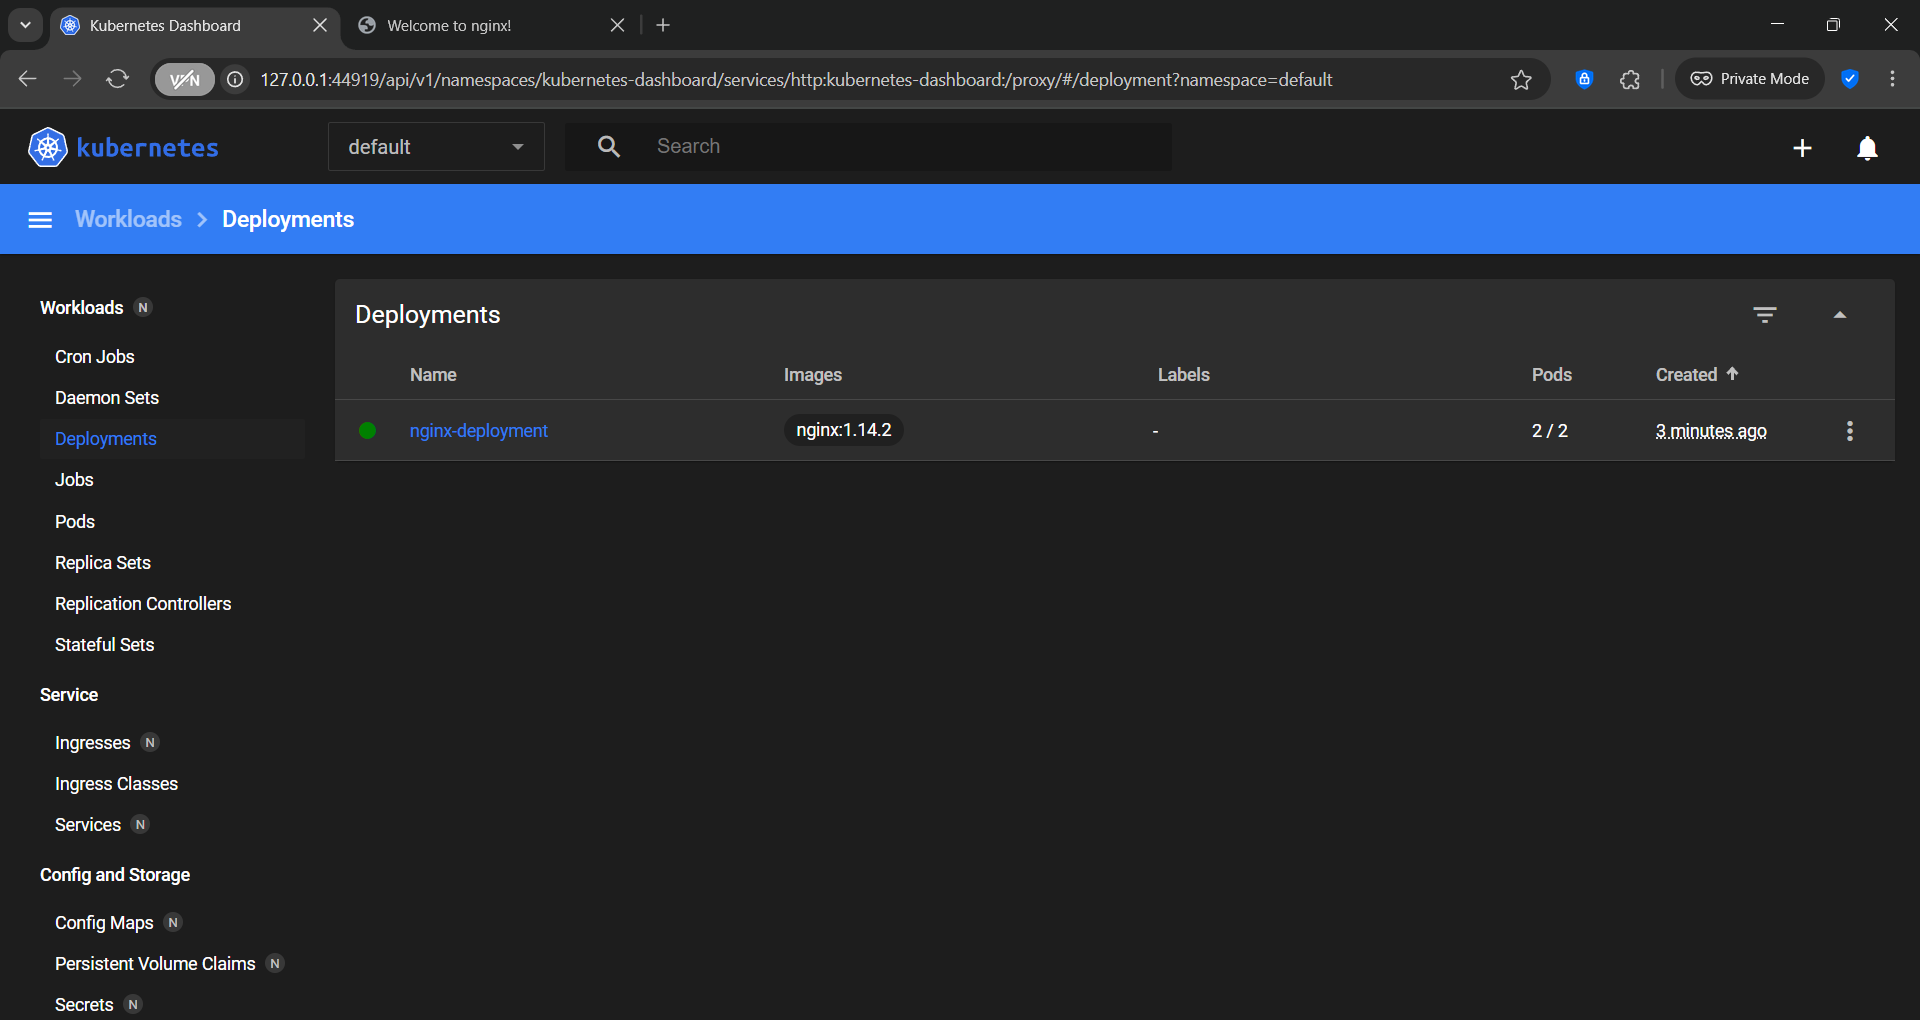 Kubernetes Dashboard
Welcome to nginx!
VPN
127.0.0.1:44919/api/v1/namespaces/kubernetes-dashboard/services/http:kubernetes-dashboard:/proxy/#/deployment?namespace=default
Private Mode
kubernetes
default
Search
Workloads > Deployments
Workloads N
Cron Jobs
Daemon Sets
Deployments
Jobs
Pods
Replica Sets
Replication Controllers
Stateful Sets
Service
Ingresses N
Ingress Classes
Services N
Config and Storage
Config Maps N
Persistent Volume Claims N
Secrets N
Deployments
Name Images Labels Pods Created
nginx-deployment nginx:1.14.2 - 2 / 2 3 minutes ago